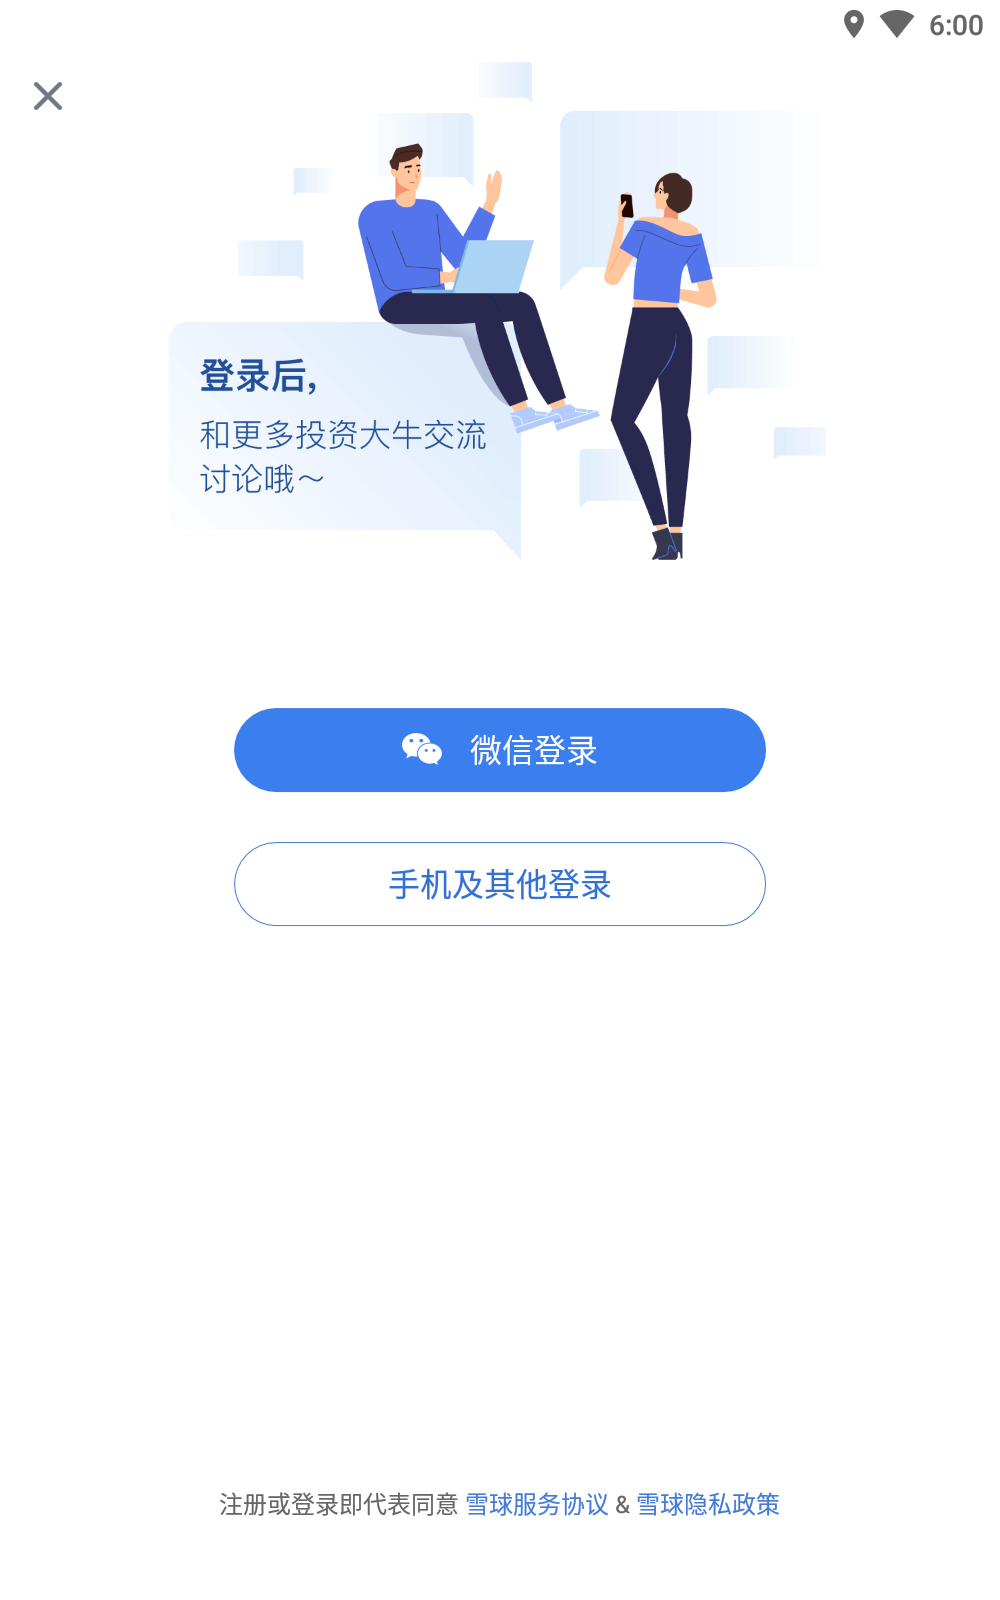 6:00
登录后,
和更多投资大牛交流
讨论哦～
微信登录
手机及其他登录
注册或登录即代表同意 雪球服务协议 & 雪球隐私政策